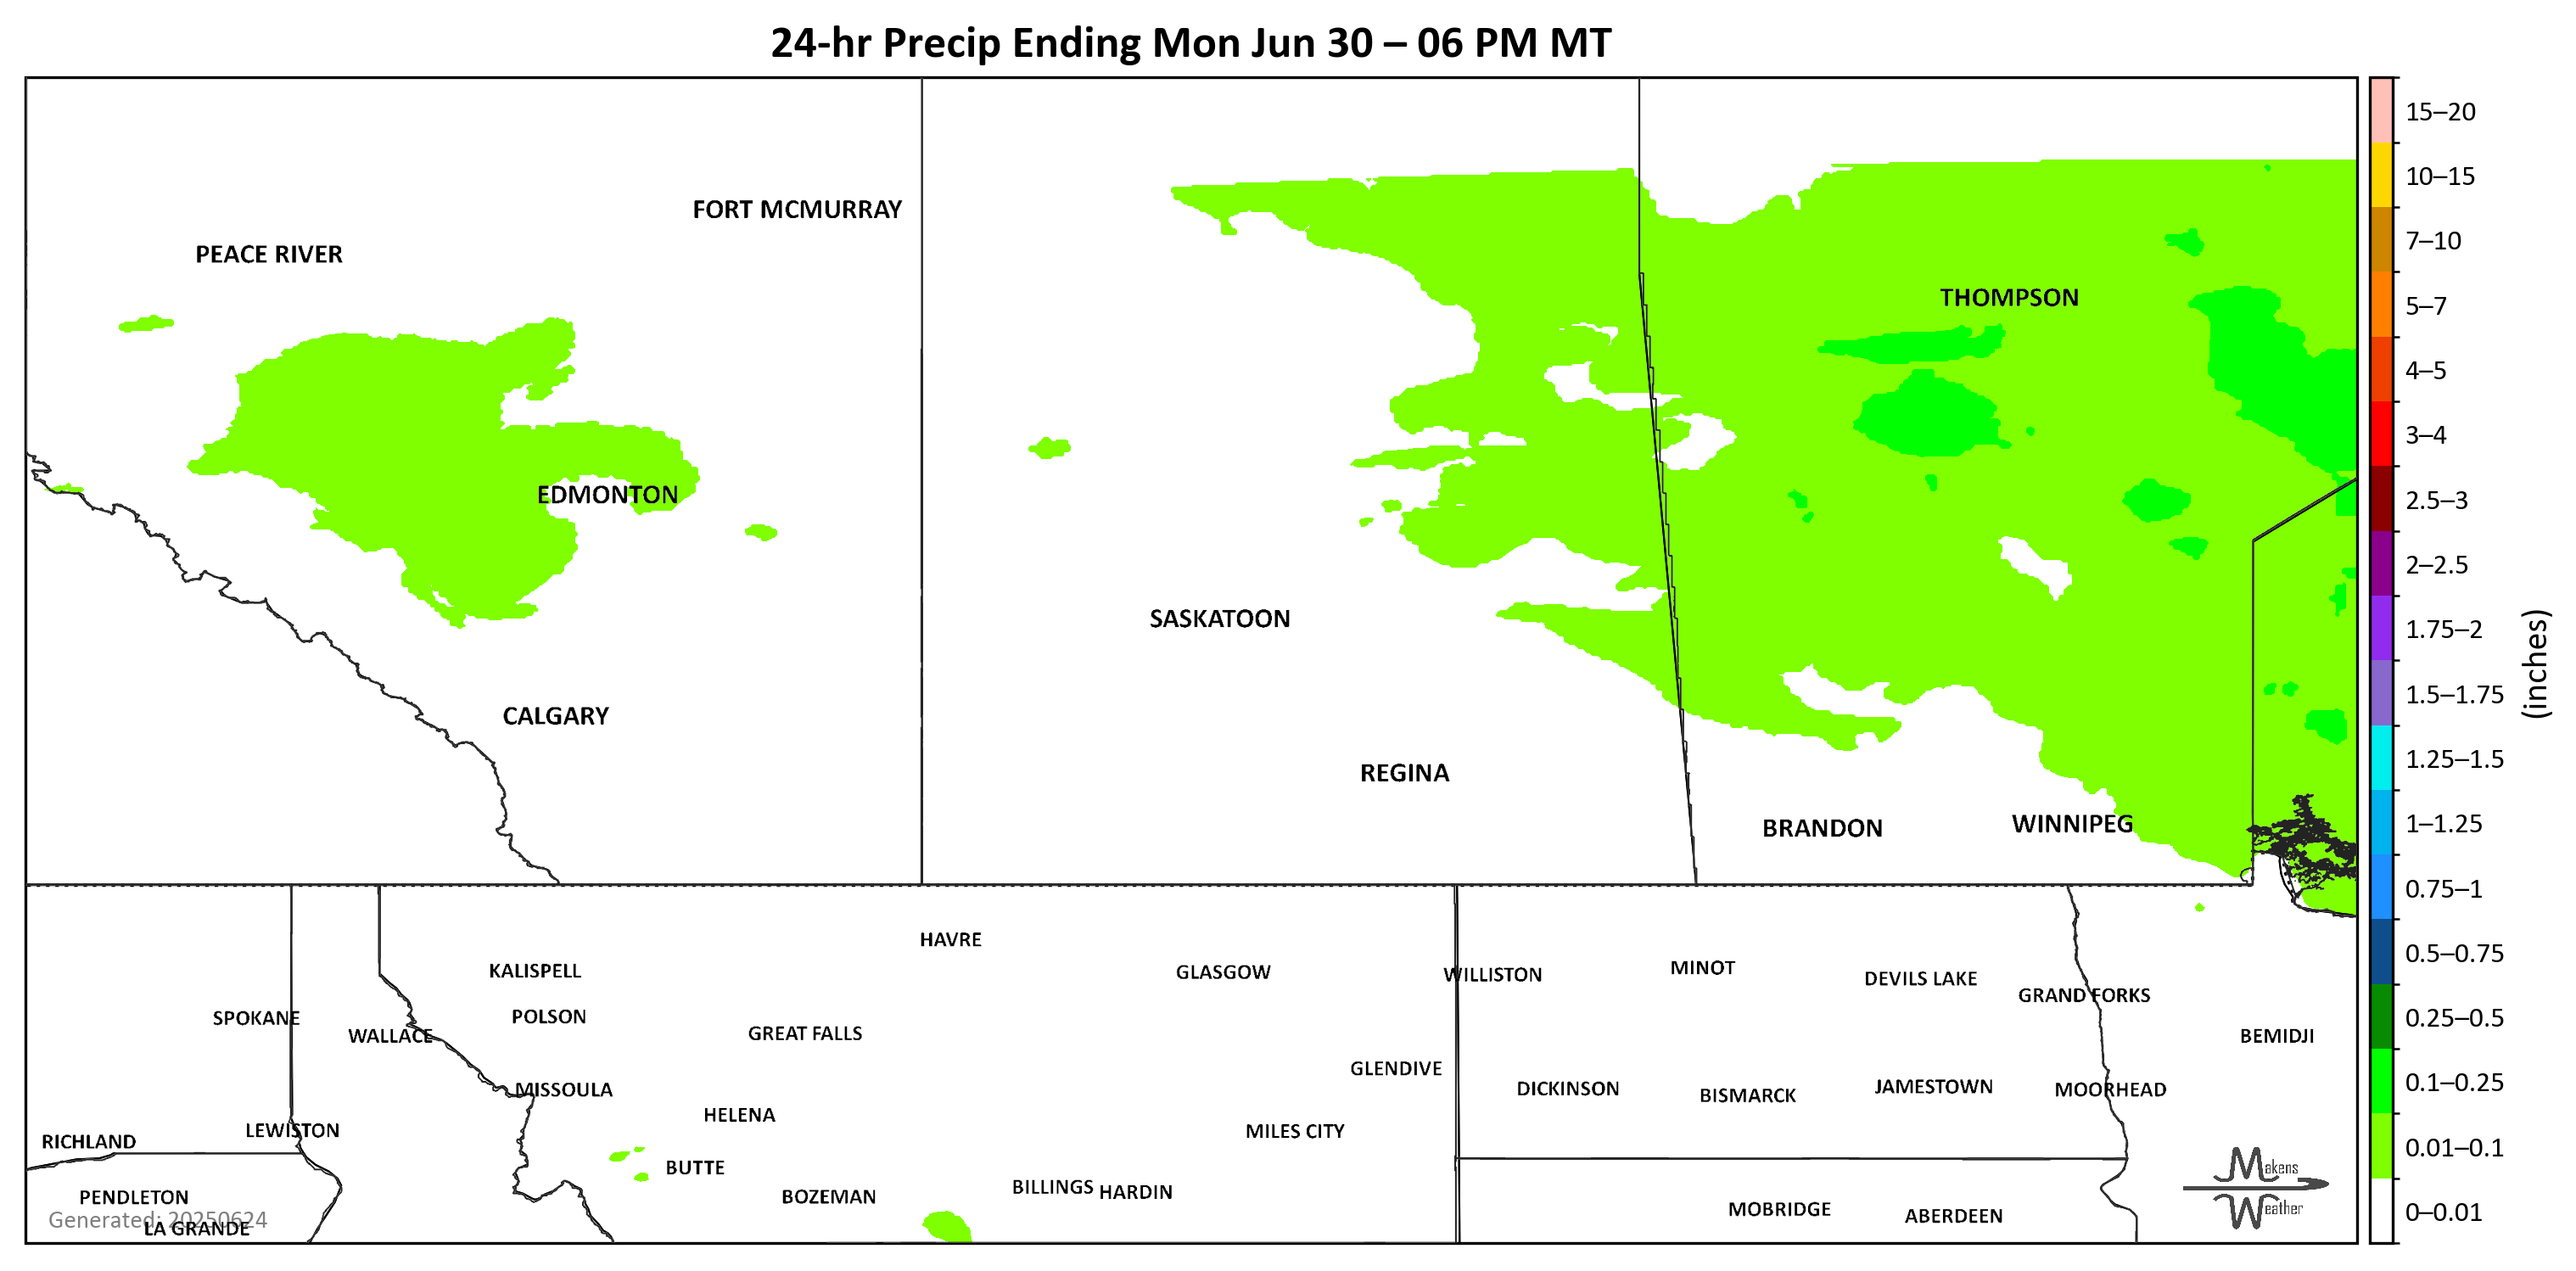 24-hr Precip Ending Mon Jun 30 – 06 PM MT
15–20
10–15
FORT MCMURRAY
7–10
PEACE RIVER
THOMPSON
5–7
4–5
3–4
EDMONTON
2.5–3
2–2.5
SASKATOON
1.75–2
(inches)
1.5–1.75
CALGARY
1.25–1.5
REGINA
BRANDON
WINNIPEG
1–1.25
0.75–1
HAVRE
0.5–0.75
KALISPELL
GLASGOW
WILLISTON
MINOT
DEVILS LAKE
GRAND FORKS
SPOKANE
POLSON
0.25–0.5
WALLACE
GREAT FALLS
BEMIDJI
GLENDIVE
0.1–0.25
MISSOULA
DICKINSON
BISMARCK
JAMESTOWN
MOORHEAD
HELENA
LEWISTON
MILES CITY
RICHLAND
0.01–0.1
BUTTE
Makens
PENDLETON
BOZEMAN
BILLINGS
HARDIN
Weather
MOBRIDGE
ABERDEEN
0–0.01
Generated: 20250624
LA GRANDE